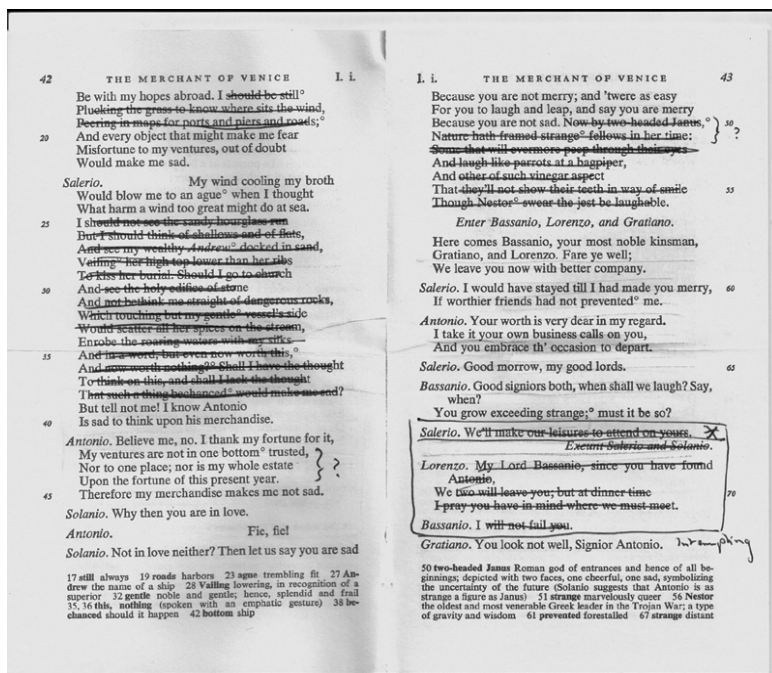 42 THE MERCHANT OF VENICE I. i.
Be with my hopes abroad. I should be still°
Plucking the grass to know where sits the wind,
Peering in maps for ports and piers and roads;°
20 And every object that might make me fear
Misfortune to my ventures, out of doubt
Would make me sad.
Salerio. My wind cooling my broth
Would blow me to an ague° when I thought
What harm a wind too great might do at sea.
25 I should not see the sandy hourglass run
But I should think of shallows and of flats,
And see my wealthy Andrew° docked in sand,
Vailing° her high top lower than her ribs
To kiss her burial. Should I go to church
30 And see the holy edifice of stone
And not bethink me straight of dangerous rocks,
Which touching but my gentle° vessel's side
Would scatter all her spices on the stream,
Enrobe the roaring waters with my silks—
35 And in a word, but even now worth this,°
And now worth nothing?° Shall I have the thought
To think on this, and shall I lack the thought
That such a thing bechanced° would make me sad?
But tell not me! I know Antonio
40 Is sad to think upon his merchandise.
Antonio. Believe me, no. I thank my fortune for it,
My ventures are not in one bottom° trusted,
Nor to one place; nor is my whole estate
Upon the fortune of this present year. ?
45 Therefore my merchandise makes me not sad.
Solanio. Why then you are in love.
Antonio. Fie, fie!
Solanio. Not in love neither? Then let us say you are sad
17 still always 19 roads harbors 23 ague trembling fit 27 An-
drew the name of a ship 28 Vailing lowering, in recognition of a
superior 32 gentle noble and gentle; hence, splendid and frail
35, 36 this, nothing (spoken with an emphatic gesture) 38 be-
chanced should it happen 42 bottom ship
I. i. THE MERCHANT OF VENICE 43
Because you are not merry; and 'twere as easy
For you to laugh and leap, and say you are merry
Because you are not sad. Now by two-headed Janus,° 50
Nature hath framed strange° fellows in her time: ?
Some that will evermore peep through their eyes
And laugh like parrots at a bagpiper,
And other of such vinegar aspect
That they'll not show their teeth in way of smile 55
Though Nestor° swear the jest be laughable.
Enter Bassanio, Lorenzo, and Gratiano.
Here comes Bassanio, your most noble kinsman,
Gratiano, and Lorenzo. Fare ye well;
We leave you now with better company.
Salerio. I would have stayed till I had made you merry, 60
If worthier friends had not prevented° me.
Antonio. Your worth is very dear in my regard.
I take it your own business calls on you,
And you embrace th' occasion to depart.
Salerio. Good morrow, my good lords. 65
Bassanio. Good signiors both, when shall we laugh? Say,
when?
You grow exceeding strange;° must it be so?
Salerio. We'll make our leisures to attend on yours.
Exeunt Salerio and Solanio.
Lorenzo. My Lord Bassanio, since you have found
Antonio,
We two will leave you; but at dinner time 70
I pray you have in mind where we must meet.
Bassanio. I will not fail you.
Gratiano. You look not well, Signior Antonio.
50 two-headed Janus Roman god of entrances and hence of all be-
ginnings; depicted with two faces, one cheerful, one sad, symbolizing
the uncertainty of the future (Solanio suggests that Antonio is as
strange a figure as Janus) 51 strange marvelously queer 56 Nestor
the oldest and most venerable Greek leader in the Trojan War; a type
of gravity and wisdom 61 prevented forestalled 67 strange distant